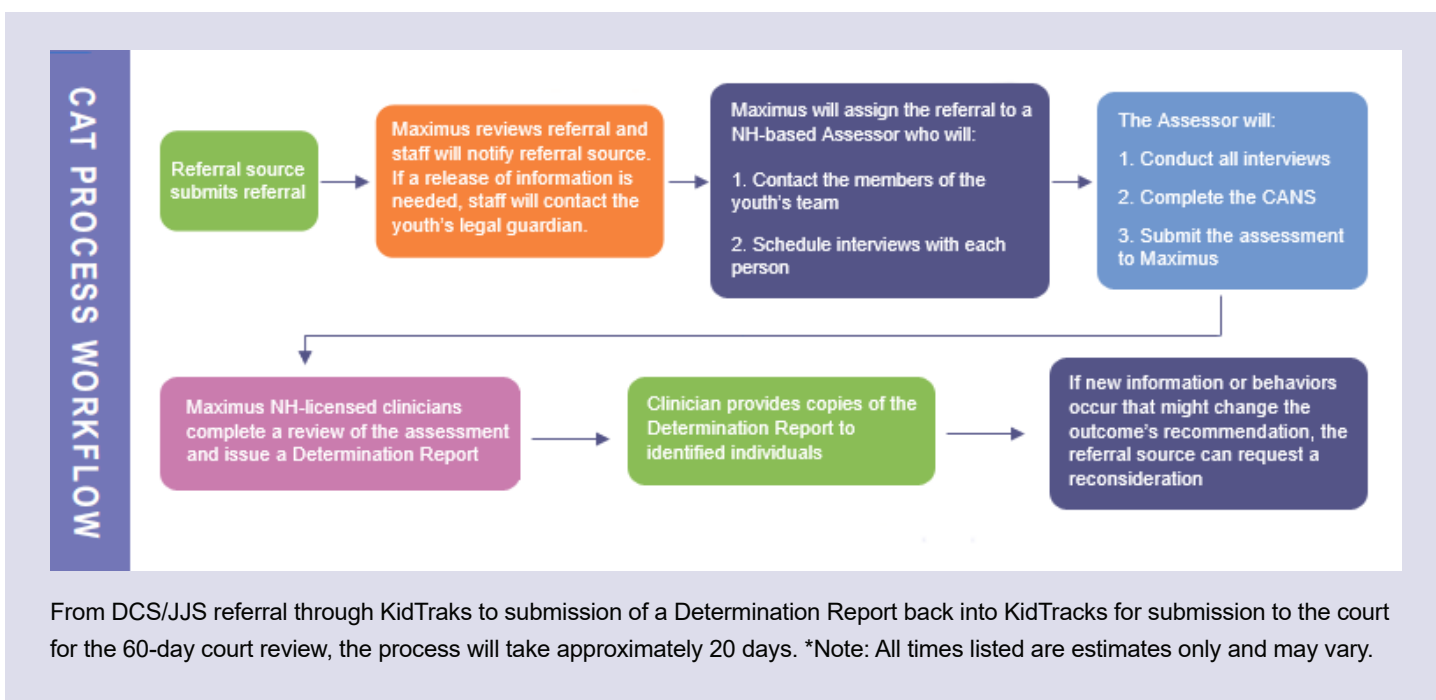 CAT PROCESS WORKFLOW
Referral source
submits referral
Maximus reviews referral and
staff will notify referral source.
If a release of information is
needed, staff will contact the
youth's legal guardian.
Maximus will assign the referral to a
NH-based Assessor who will:
1. Contact the members of the
youth's team
2. Schedule interviews with each
person
The Assessor will:
1. Conduct all interviews
2. Complete the CANS
3. Submit the assessment
to Maximus
Maximus NH-licensed clinicians
complete a review of the assessment
and issue a Determination Report
Clinician provides copies of the
Determination Report to
identified individuals
If new information or behaviors
occur that might change the
outcome's recommendation, the
referral source can request a
reconsideration
From DCS/JJS referral through KidTraks to submission of a Determination Report back into KidTracks for submission to the court
for the 60-day court review, the process will take approximately 20 days. *Note: All times listed are estimates only and may vary.